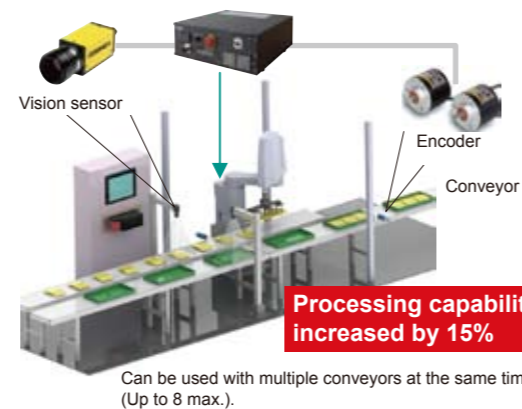 Vision sensor
Encoder
Conveyor
Processing capabilit
increased by 15%
Can be used with multiple conveyors at the same tim
(Up to 8 max.).